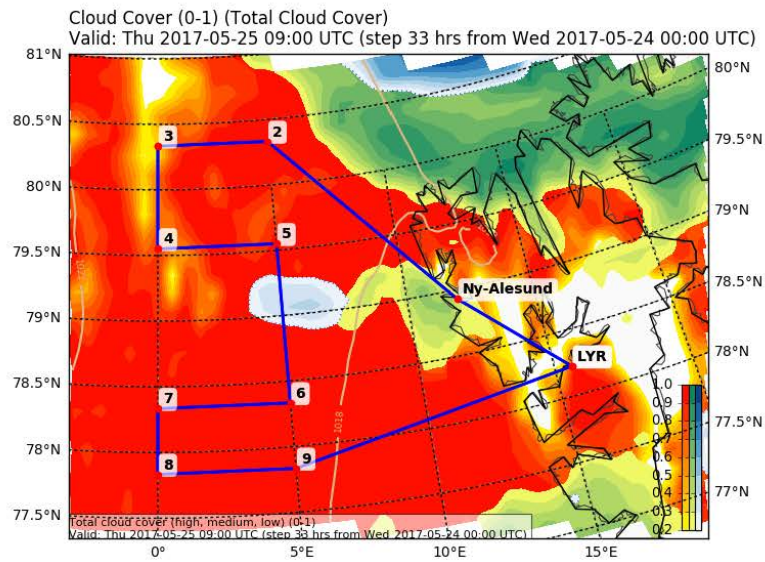 Cloud Cover (0-1) (Total Cloud Cover)
Valid: Thu 2017-05-25 09:00 UTC (step 33 hrs from Wed 2017-05-24 00:00 UTC)
81°N
80°N
80.5°N
3
2
79.5°N
80°N
79°N
4
5
79.5°N
78.5°N
Ny-Alesund
79°N
78°N
LYR
78.5°N
7
6
1.0
0.9
0.8
0.7
0.6
0.5
0.4
0.3
0.2
77.5°N
1018
78°N
8
9
77°N
77.5°N
Total cloud cover (high, medium, low) (0-1)
Valid: Thu 2017-05-25 09:00 UTC (step 33 hrs from Wed 2017-05-24 00:00 UTC)
0°
5°E
10°E
15°E